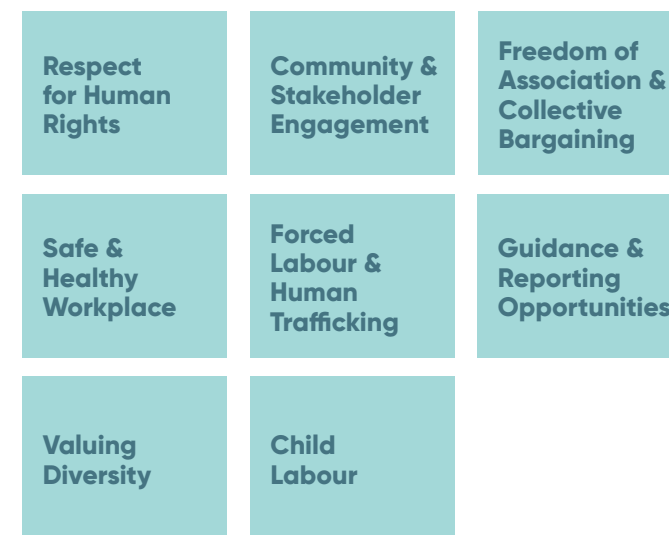 Respect
for Human
Rights
Community &
Stakeholder
Engagement
Freedom of
Association &
Collective
Bargaining
Safe &
Healthy
Workplace
Forced
Labour &
Human
Trafficking
Guidance &
Reporting
Opportunities
Valuing
Diversity
Child
Labour